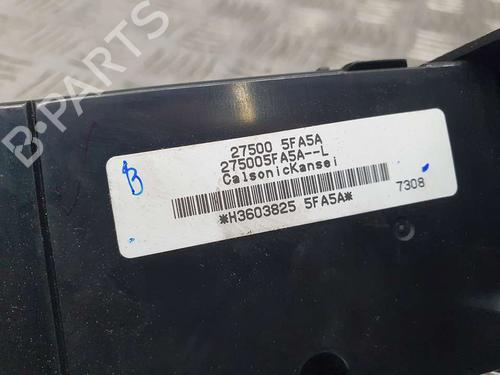 27500 5FA5A
275005FA5A--L
CalsonicKansei
*H3603825 5FA5A*
7308
B
B-PARTS